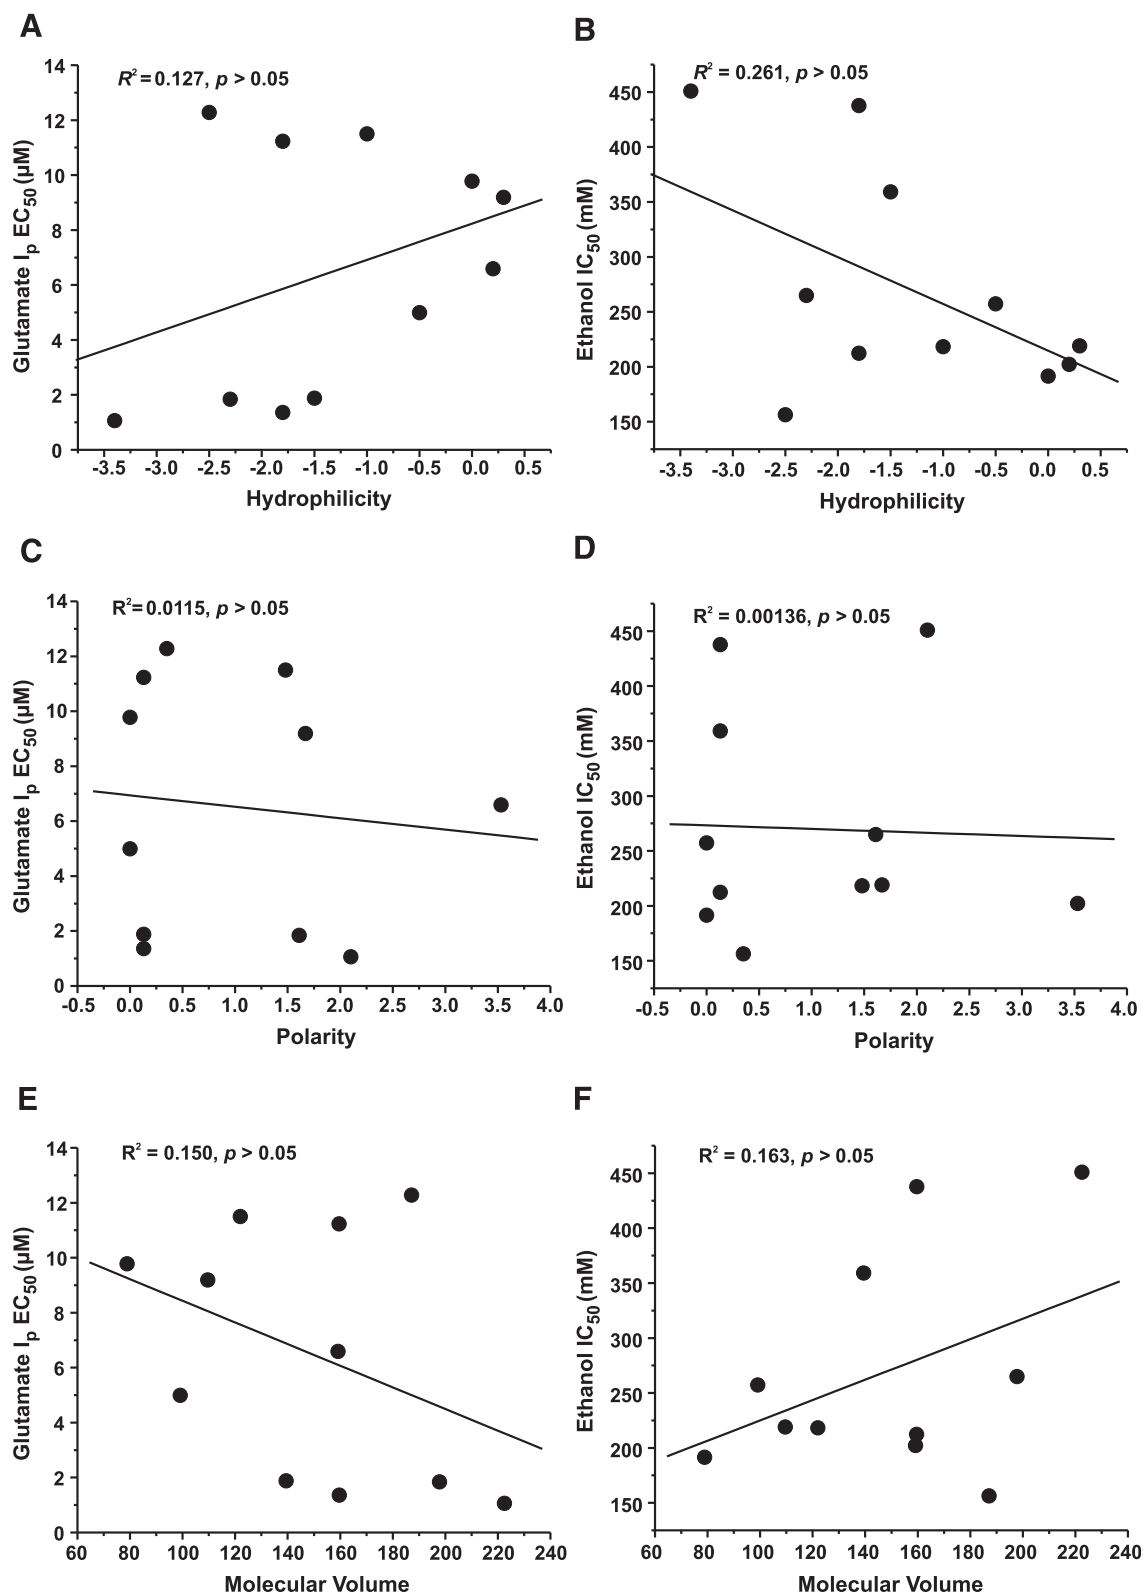 A
R² = 0.127, p > 0.05
14
12
10
8
6
4
2
0
Glutamate Ip EC50 (µM)
-3.5 -3.0 -2.5 -2.0 -1.5 -1.0 -0.5 0.0 0.5
Hydrophilicity
B
R² = 0.261, p > 0.05
450
400
350
300
250
200
150
Ethanol IC50 (mM)
-3.5 -3.0 -2.5 -2.0 -1.5 -1.0 -0.5 0.0 0.5
Hydrophilicity
C
R²= 0.0115, p > 0.05
14
12
10
8
6
4
2
0
Glutamate Ip EC50 (µM)
-0.5 0.0 0.5 1.0 1.5 2.0 2.5 3.0 3.5 4.0
Polarity
D
R² = 0.00136, p > 0.05
450
400
350
300
250
200
150
Ethanol IC50 (mM)
-0.5 0.0 0.5 1.0 1.5 2.0 2.5 3.0 3.5 4.0
Polarity
E
R² = 0.150, p > 0.05
14
12
10
8
6
4
2
0
Glutamate Ip EC50 (µM)
60 80 100 120 140 160 180 200 220 240
Molecular Volume
F
R² = 0.163, p > 0.05
450
400
350
300
250
200
150
Ethanol IC50 (mM)
60 80 100 120 140 160 180 200 220 240
Molecular Volume